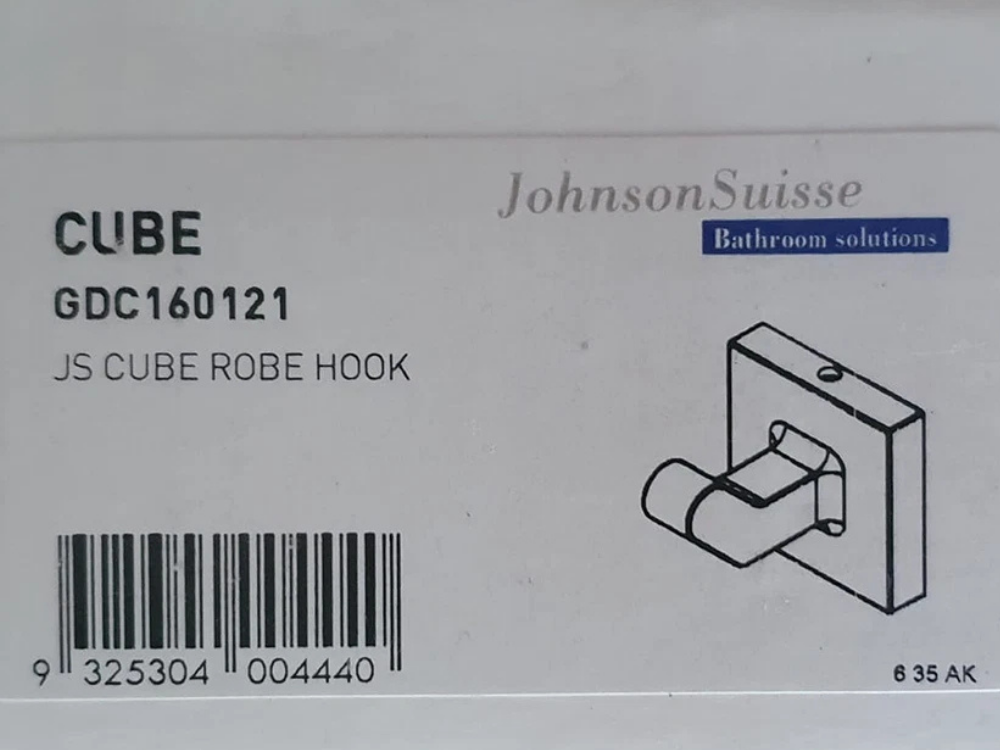 JohnsonSuisse
Bathroom solutions
CUBE
GDC160121
JS CUBE ROBE HOOK
9 325304 004440
6 35 AK